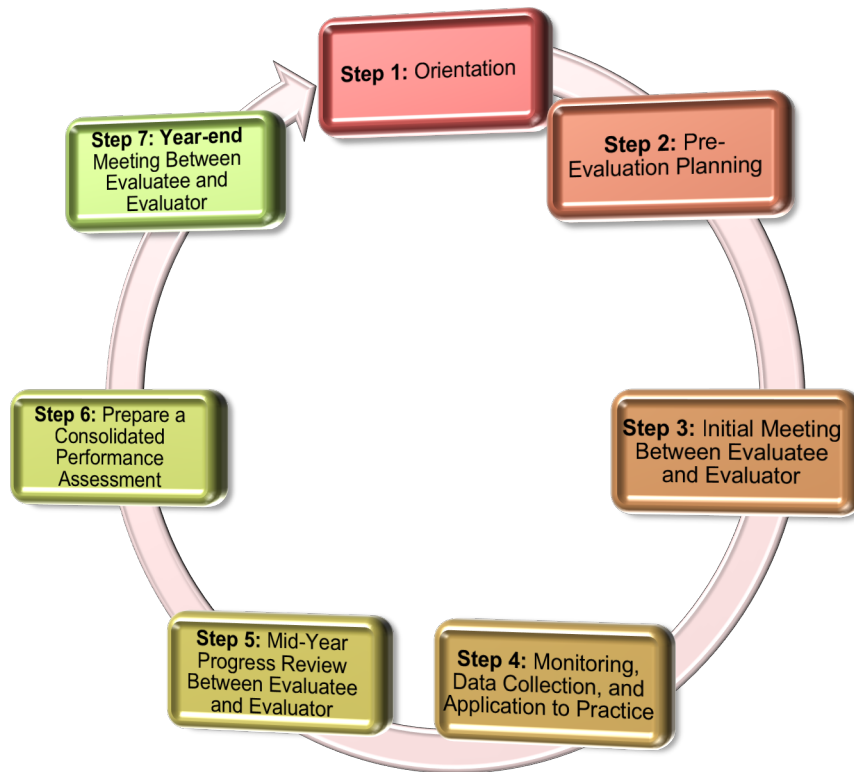 Step 1: Orientation
Step 2: Pre-
Evaluation Planning
Step 3: Initial Meeting
Between Evaluatee
and Evaluator
Step 4: Monitoring,
Data Collection, and
Application to Practice
Step 5: Mid-Year
Progress Review
Between Evaluatee
and Evaluator
Step 6: Prepare a
Consolidated
Performance
Assessment
Step 7: Year-end
Meeting Between
Evaluatee and
Evaluator